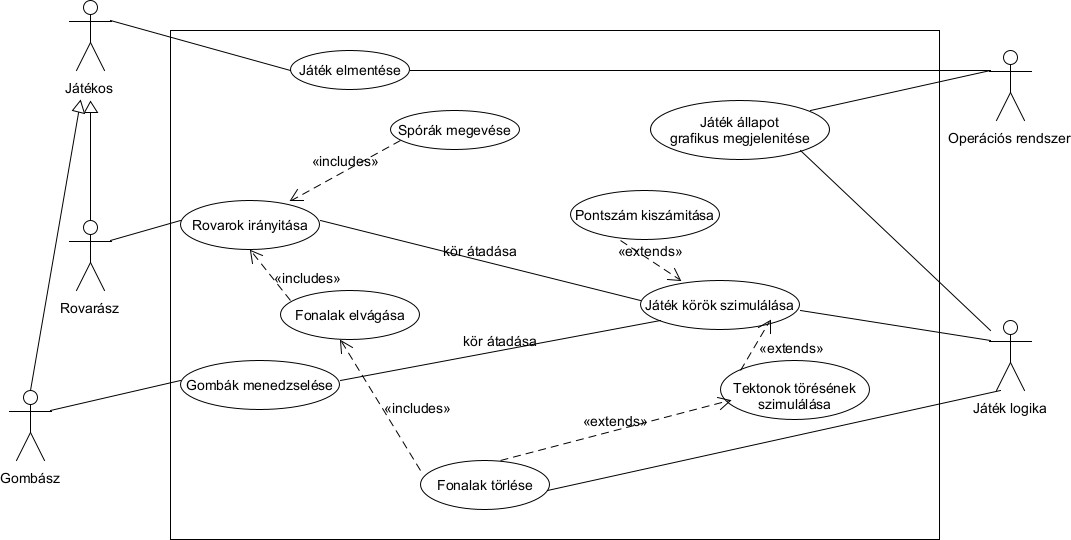 Játék elmentése
Játékos
Játék állapot
grafikus megjelenitése
Operációs rendszer
Spórák megevése
«includes»
Pontszám kiszámitása
Rovarok irányitása
kör átadása
«extends»
Rovarász
«includes»
Fonalak elvágása
Játék körök szimulálása
kör átadása
«extends»
Gombák menedzselése
Tektonok törésének
szimulálása
Játék logika
«includes»
«extends»
Gombász
Fonalak törlése